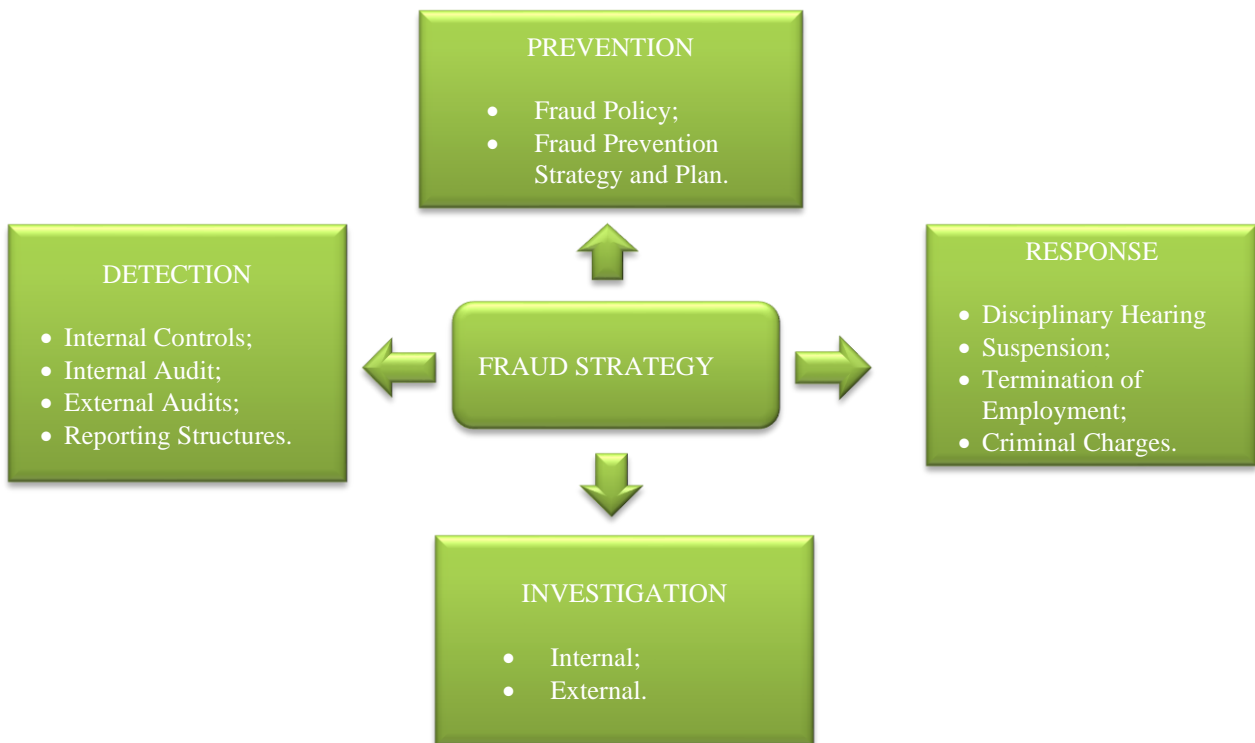 PREVENTION
• Fraud Policy;
• Fraud Prevention
Strategy and Plan.
DETECTION
• Internal Controls;
• Internal Audit;
• External Audits;
• Reporting Structures.
FRAUD STRATEGY
RESPONSE
• Disciplinary Hearing
• Suspension;
• Termination of
Employment;
• Criminal Charges.
INVESTIGATION
• Internal;
• External.